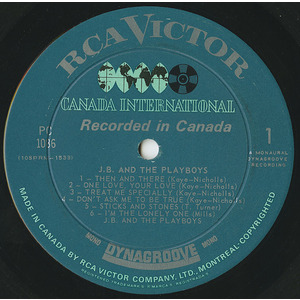 RCA VICTOR
CANADA INTERNATIONAL
Recorded in Canada
PC
1086
1
A MONAURAL
DYNAGROOVE
RECORDING
J.B. AND THE PLAYBOYS
1 – THEN AND THERE (Kaye-Nicholls)
2 – ONE LOVE, YOUR LOVE (Kaye-Nicholls)
3 – TREAT ME SPECIALLY (Kaye-Nicholls)
4 – DON'T ASK ME TO BE TRUE (Kaye-Nicholls)
5 – STICKS AND STONES (T. Turner)
6 – I'M THE LONELY ONE (Mills)
J.B. AND THE PLAYBOYS
MONO
DYNAGROOVE
MONO
MADE IN CANADA BY RCA VICTOR COMPANY, LTD., MONTREAL-COPYRIGHTED